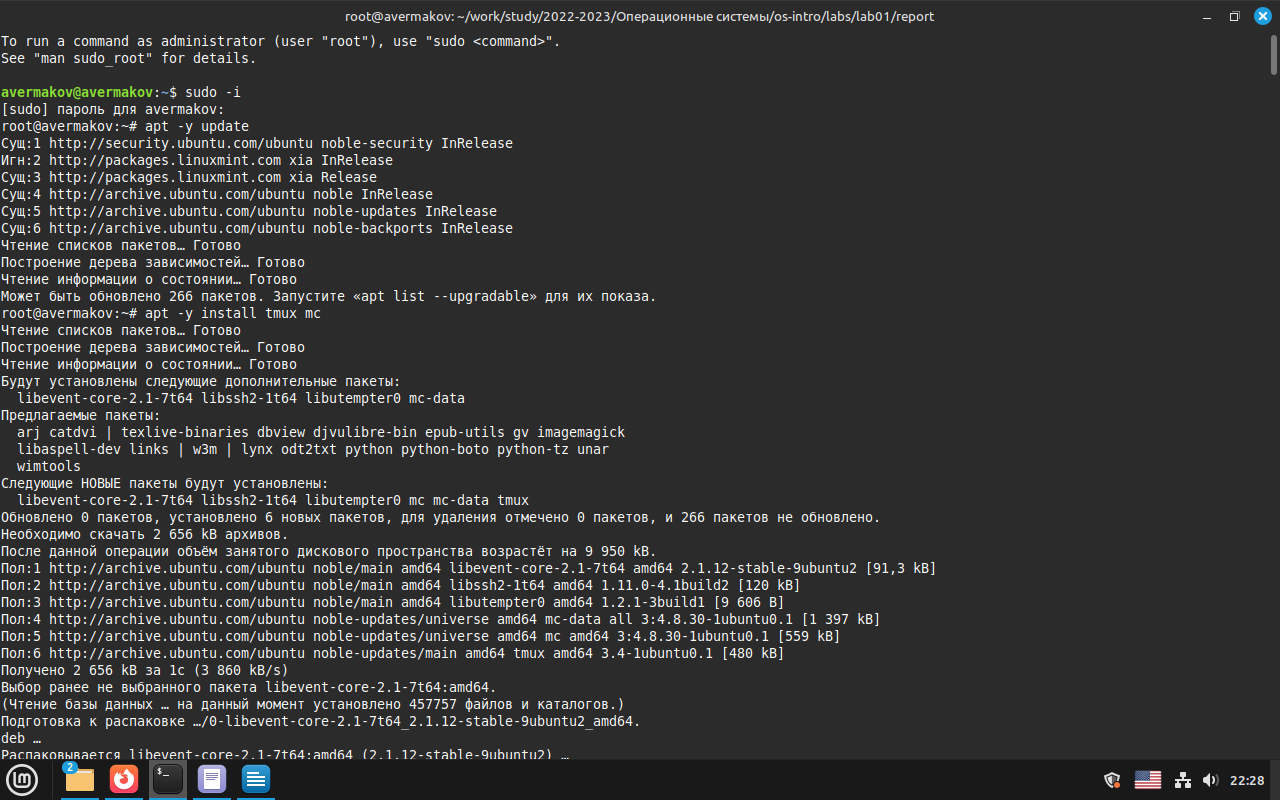 root@avermakov: ~/work/study/2022-2023/Операционные системы/os-intro/labs/lab01/report
To run a command as administrator (user "root"), use "sudo <command>".
See "man sudo_root" for details.
avermakov@avermakov:~$ sudo -i
[sudo] пароль для avermakov:
root@avermakov:~# apt -y update
Сущ:1 http://security.ubuntu.com/ubuntu noble-security InRelease
Игн:2 http://packages.linuxmint.com xia InRelease
Сущ:3 http://packages.linuxmint.com xia Release
Сущ:4 http://archive.ubuntu.com/ubuntu noble InRelease
Сущ:5 http://archive.ubuntu.com/ubuntu noble-updates InRelease
Сущ:6 http://archive.ubuntu.com/ubuntu noble-backports InRelease
Чтение списков пакетов… Готово
Построение дерева зависимостей… Готово
Чтение информации о состоянии… Готово
Может быть обновлено 266 пакетов. Запустите «apt list --upgradable» для их показа.
root@avermakov:~# apt -y install tmux mc
Чтение списков пакетов… Готово
Построение дерева зависимостей… Готово
Чтение информации о состоянии… Готово
Будут установлены следующие дополнительные пакеты:
  libevent-core-2.1-7t64 libssh2-1t64 libutempter0 mc-data
Предлагаемые пакеты:
  arj catdvi | texlive-binaries dbview djvulibre-bin epub-utils gv imagemagick
  libaspell-dev links | w3m | lynx odt2txt python python-boto python-tz unar
  wimtools
Следующие НОВЫЕ пакеты будут установлены:
  libevent-core-2.1-7t64 libssh2-1t64 libutempter0 mc mc-data tmux
Обновлено 0 пакетов, установлено 6 новых пакетов, для удаления отмечено 0 пакетов, и 266 пакетов не обновлено.
Необходимо скачать 2 656 kB архивов.
После данной операции объём занятого дискового пространства возрастёт на 9 950 kB.
Пол:1 http://archive.ubuntu.com/ubuntu noble/main amd64 libevent-core-2.1-7t64 amd64 2.1.12-stable-9ubuntu2 [91,3 kB]
Пол:2 http://archive.ubuntu.com/ubuntu noble/main amd64 libssh2-1t64 amd64 1.11.0-4.1build2 [120 kB]
Пол:3 http://archive.ubuntu.com/ubuntu noble/main amd64 libutempter0 amd64 1.2.1-3build1 [9 606 B]
Пол:4 http://archive.ubuntu.com/ubuntu noble-updates/universe amd64 mc-data all 3:4.8.30-1ubuntu0.1 [1 397 kB]
Пол:5 http://archive.ubuntu.com/ubuntu noble-updates/universe amd64 mc amd64 3:4.8.30-1ubuntu0.1 [559 kB]
Пол:6 http://archive.ubuntu.com/ubuntu noble-updates/main amd64 tmux amd64 3.4-1ubuntu0.1 [480 kB]
Получено 2 656 kB за 1с (3 860 kB/s)
Выбор ранее не выбранного пакета libevent-core-2.1-7t64:amd64.
(Чтение базы данных … на данный момент установлено 457757 файлов и каталогов.)
Подготовка к распаковке …/0-libevent-core-2.1-7t64_2.1.12-stable-9ubuntu2_amd64.
deb …
Распаковывается libevent-core-2.1-7t64:amd64 (2.1.12-stable-9ubuntu2) …
2
22:28